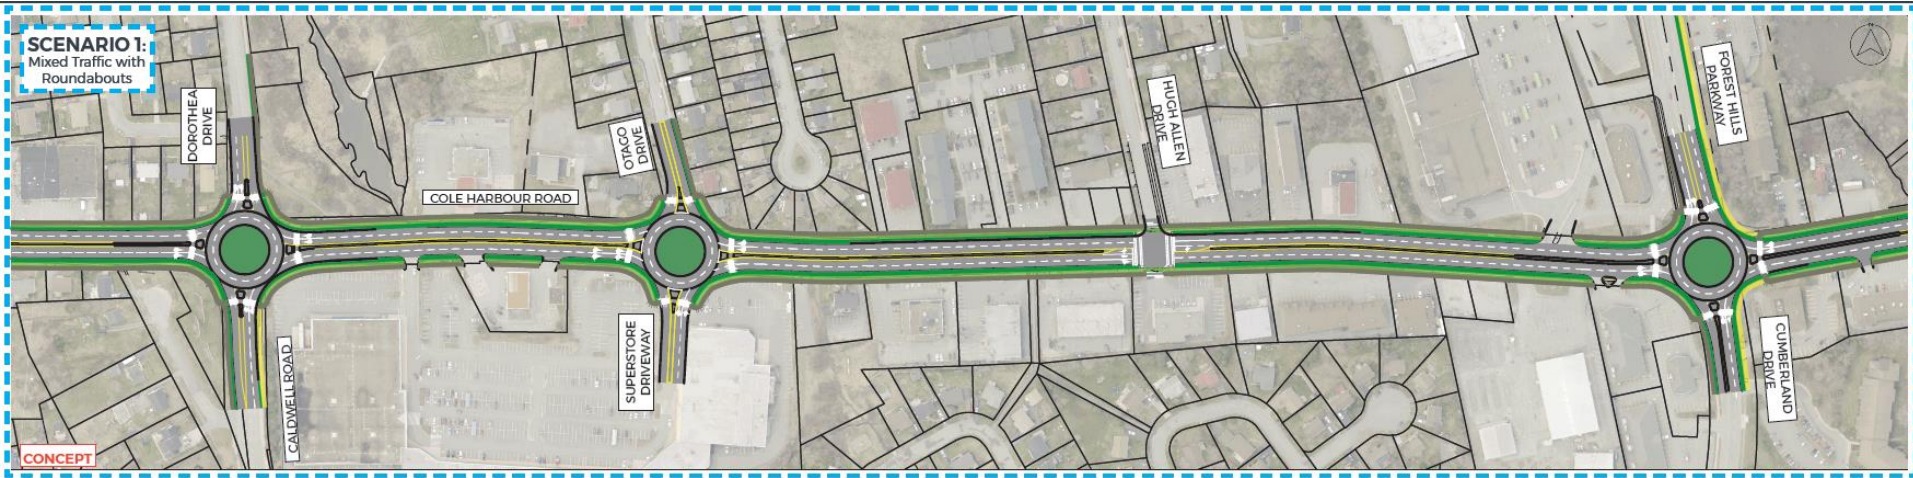 SCENARIO 1:
Mixed Traffic with
Roundabouts
DOROTHEA
DRIVE
OTAGO
DRIVE
HUGH ALLEN
DRIVE
FOREST HILLS
PARKWAY
COLE HARBOUR ROAD
CALDWELL ROAD
SUPERSTORE
DRIVEWAY
CUMBERLAND
DRIVE
CONCEPT